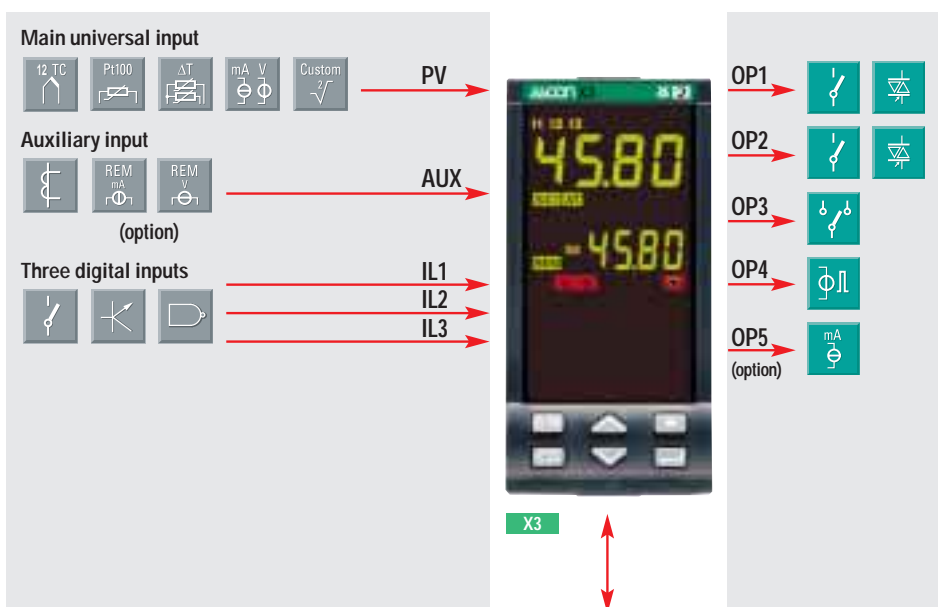 Main universal input
12 TC
Pt100
ΔT
mA V
Custom
√
PV
Auxiliary input
REM
mA
REM
V
AUX
(option)
Three digital inputs
IL1
IL2
IL3
45.80
-45.80
X3
OP1
OP2
OP3
OP4
OP5
(option)
mA